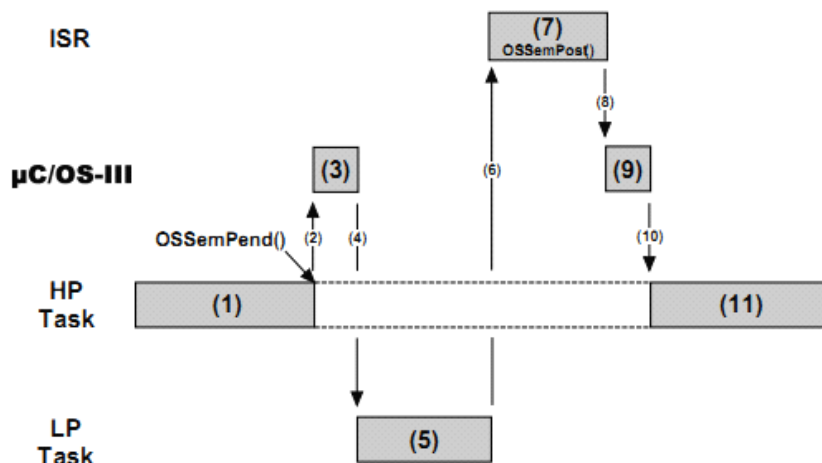 ISR
(7)
OSSemPost()
(8)
µC/OS-III
(3)
(6)
(9)
OSSemPend()
(2)
(4)
(10)
HP
Task
(1)
(11)
LP
Task
(5)